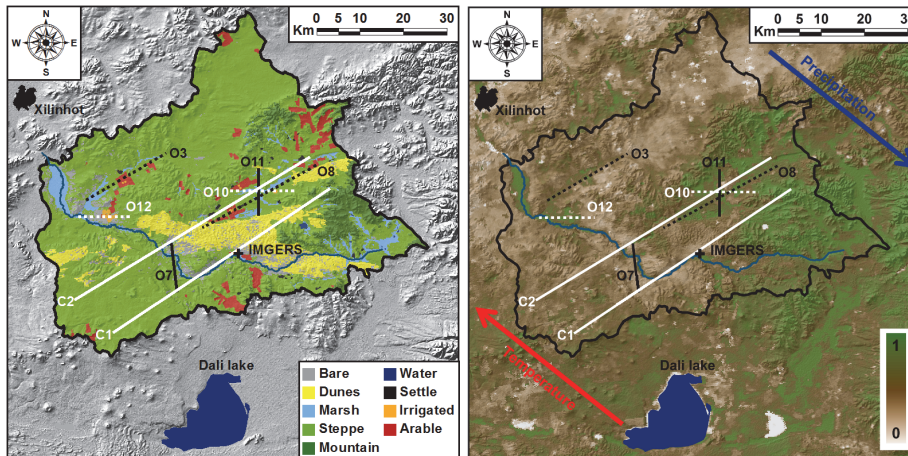 N
W E
S
0 10 20 30
Km
Xilinhot
O3
O11
O8
O10
O12
IMGERS
O7
C2
C1
Dali lake
Bare
Dunes
Marsh
Steppe
Mountain
Water
Settle
Irrigated
Arable
N
W E
S
0 10 20 30
Km
Precipitation
Xilinhot
O3
O11
O8
O10
O12
IMGERS
O7
C2
C1
Temperature
Dali lake
1
0